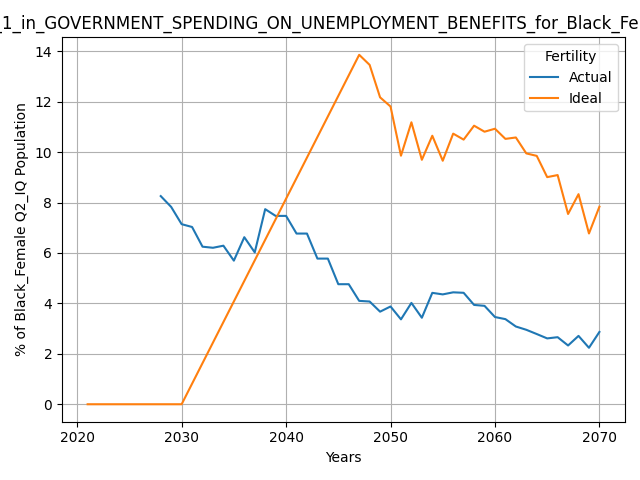 _1_in_GOVERNMENT_SPENDING_ON_UNEMPLOYMENT_BENEFITS_for_Black_Fe
Fertility
Actual
Ideal
% of Black_Female Q2_IQ Population
14
12
10
8
6
4
2
0
2020 2030 2040 2050 2060 2070
Years